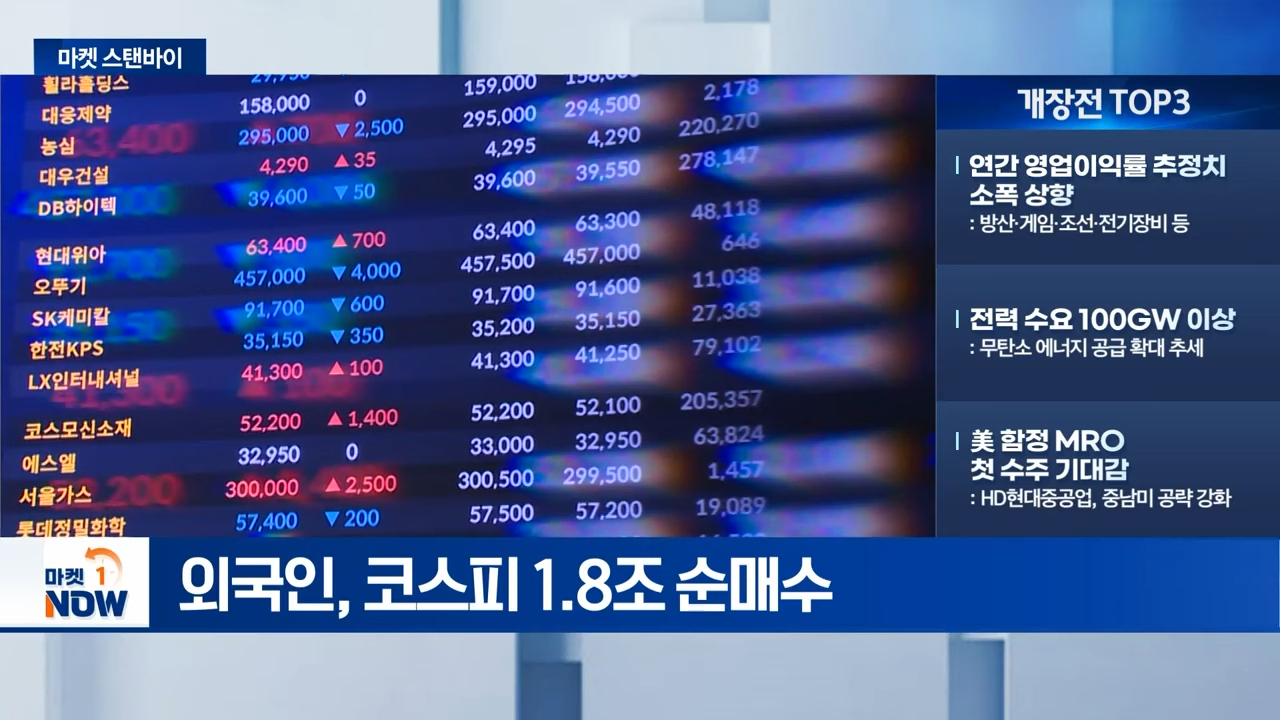 마켓 스탠바이
휠라홀딩스 29,950 159,000
대웅제약 158,000 0 295,000 294,500 2,178
농심 295,000 ▼2,500 4,295 4,290 220,270
대우건설 4,290 ▲35 39,600 39,550 278,147
DB하이텍 39,600 ▼50
현대위아 63,400 ▲700 63,400 63,300 48,118
오뚜기 457,000 ▼4,000 457,500 457,000 646
SK케미칼 91,700 ▼600 91,700 91,600 11,038
한전KPS 35,150 ▼350 35,200 35,150 27,363
LX인터내셔널 41,300 ▲100 41,300 41,250 79,102
코스모신소재 52,200 ▲1,400 52,200 52,100 205,357
에스엘 32,950 0 33,000 32,950 63,824
서울가스 300,000 ▲2,500 300,500 299,500 1,457
롯데정밀화학 57,400 ▼200 57,500 57,200 19,089
개장전 TOP3
연간 영업이익률 추정치
소폭 상향
: 방산·게임·조선·전기장비 등
전력 수요 100GW 이상
: 무탄소 에너지 공급 확대 추세
美 함정 MRO
첫 수주 기대감
: HD현대중공업, 중남미 공략 강화
마켓 1
NOW
외국인, 코스피 1.8조 순매수